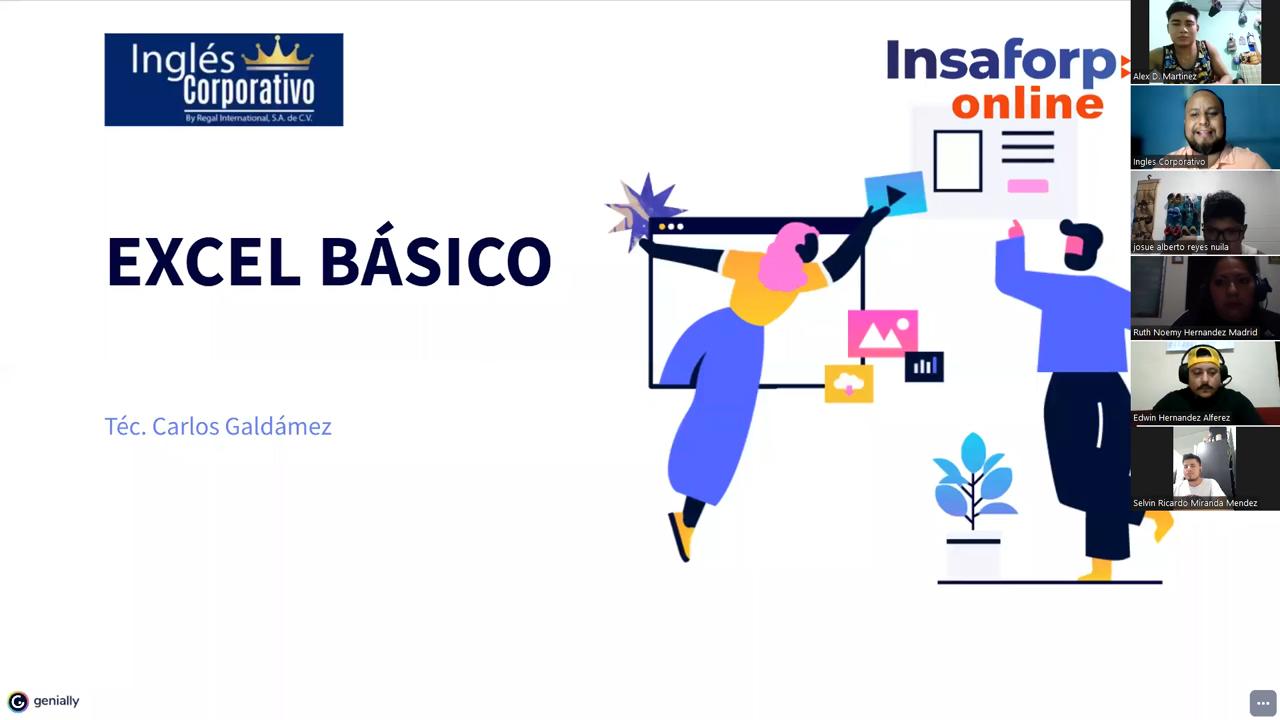 Inglés
Corporativo
By Regal International, S.A. de C.V.
Insaforp
online
EXCEL BÁSICO
Téc. Carlos Galdámez
genially
Alex D. Martinez
Ingles Corporativo
josue alberto reyes nuila
Ruth Noemy Hernandez Madrid
Edwin Hernandez Alferez
Selvin Ricardo Miranda Mendez